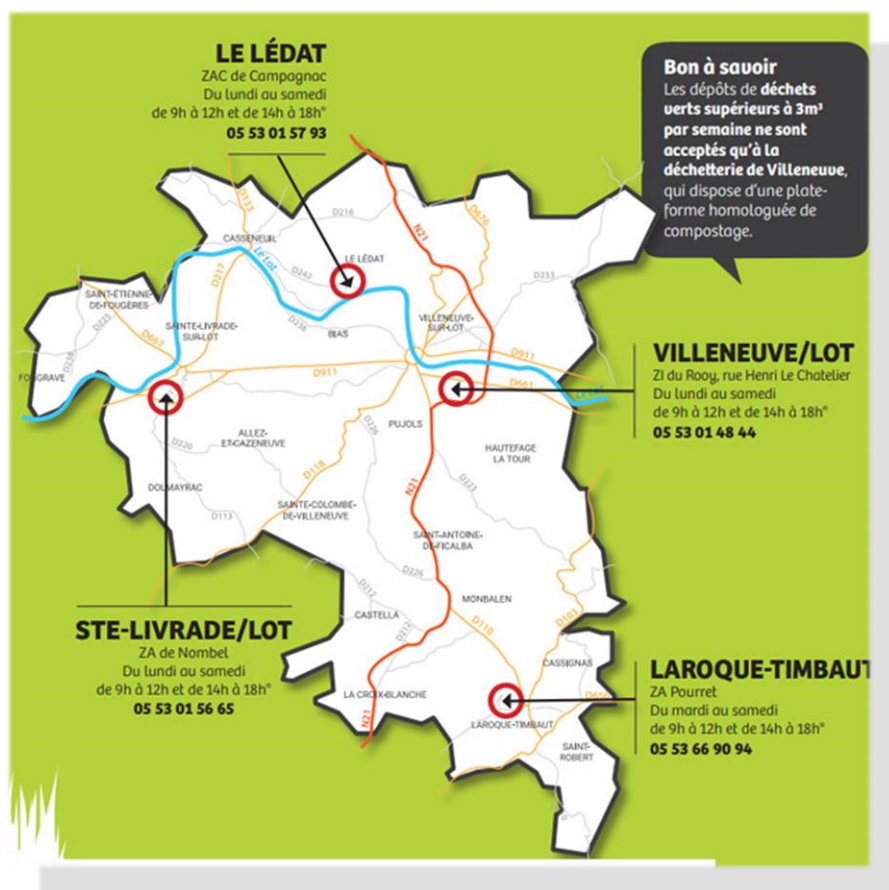 LE LÉDAT
ZAC de Campagnac
Du lundi au samedi
de 9h à 12h et de 14h à 18h*
05 53 01 57 93
Bon à savoir
Les dépôts de déchets
verts supérieurs à 3m³
par semaine ne sont
acceptés qu'à la
déchetterie de Villeneuve,
qui dispose d'une plate-
forme homologuée de
compostage.
D133
D216
N21
D676
CASSENEUIL
Le Lot
D242
LE LÉDAT
D233
D217
SAINT-ÉTIENNE-
DE-FOUGÈRES
D225
D667
SAINTE-LIVRADE-
SUR-LOT
D236
BIAS
VILLENEUVE-
SUR-LOT
D911
D911
D661
Le Lot
VILLENEUVE/LOT
ZI du Rooy, rue Henri Le Chatelier
Du lundi au samedi
de 9h à 12h et de 14h à 18h*
05 53 01 48 44
PUJOLS
D226
ALLEZ-
ET-CAZENEUVE
D220
D118
HAUTEFAGE
LA TOUR
N21
D223
DOLMAYRAC
D113
SAINTE-COLOMBE-
DE-VILLENEUVE
SAINT-ANTOINE-
DE-FICALBA
D226
D212
MONBALEN
CASTELLA
D212
D110
D103
STE-LIVRADE/LOT
ZA de Nombel
Du lundi au samedi
de 9h à 12h et de 14h à 18h*
05 53 01 56 65
CASSIGNAS
LA CROIX-BLANCHE
N21
LAROQUE-TIMBAUT
SAINT-
ROBERT
LAROQUE-TIMBAUT
ZA Pourret
Du mardi au samedi
de 9h à 12h et de 14h à 18h*
05 53 66 90 94